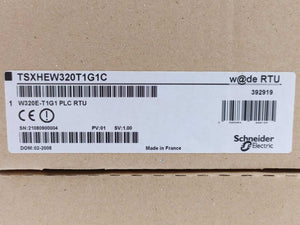 TSXHEW320T1G1C
w@de RTU
392919
1 W320E-T1G1 PLC RTU
CE
SN:21080900004 PV:01 SV:1.00
DOM:02-2008 Made in France
Schneider
Electric